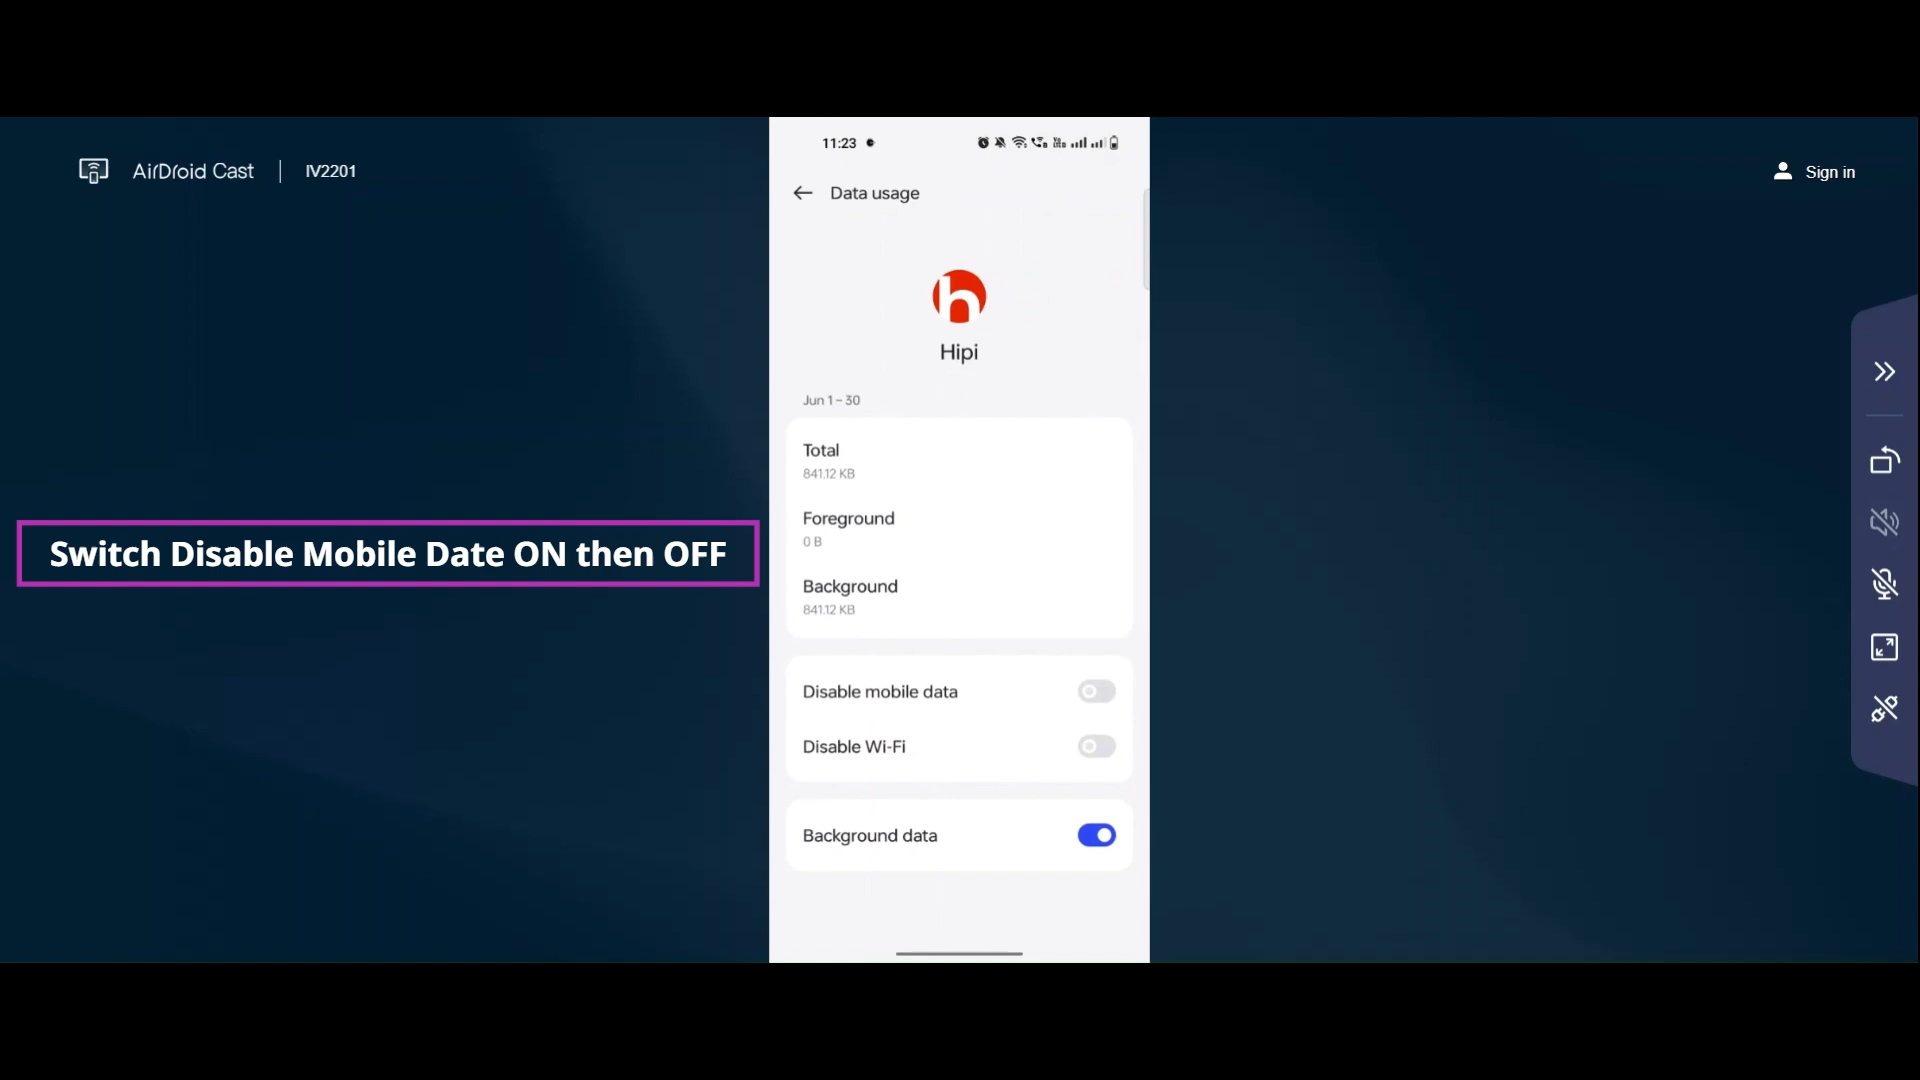 11:23
AirDroid Cast | IV2201
Sign in
Data usage
h
Hipi
Jun 1 – 30
Total
841.12 KB
Foreground
0 B
Switch Disable Mobile Date ON then OFF
Background
841.12 KB
Disable mobile data
Disable Wi-Fi
Background data